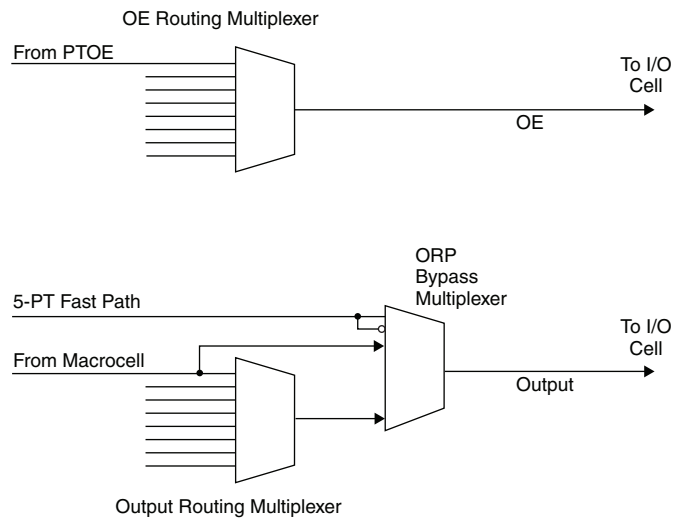 OE Routing Multiplexer
From PTOE
To I/O
Cell
OE
ORP
Bypass
Multiplexer
5-PT Fast Path
To I/O
Cell
From Macrocell
Output
Output Routing Multiplexer